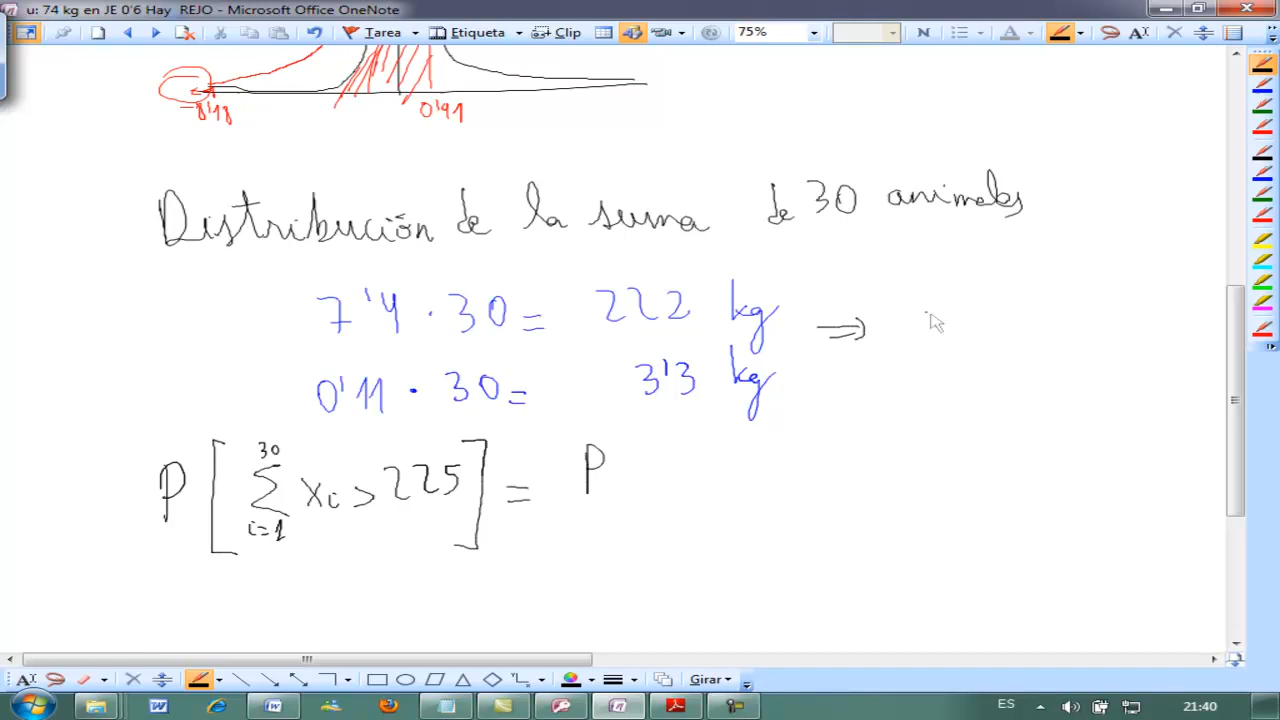 u: 74 kg en JE 0'6 Hay REJO - Microsoft Office OneNote
Tarea Etiqueta Clip 75% N A
-8'18 0'91
Distribución de la suma de 30 animales
7'4 · 30 = 222 kg ⇒
0'11 · 30 = 3'3 kg
P[∑ i=1 30 xi > 225] = P
Girar
ES 21:40